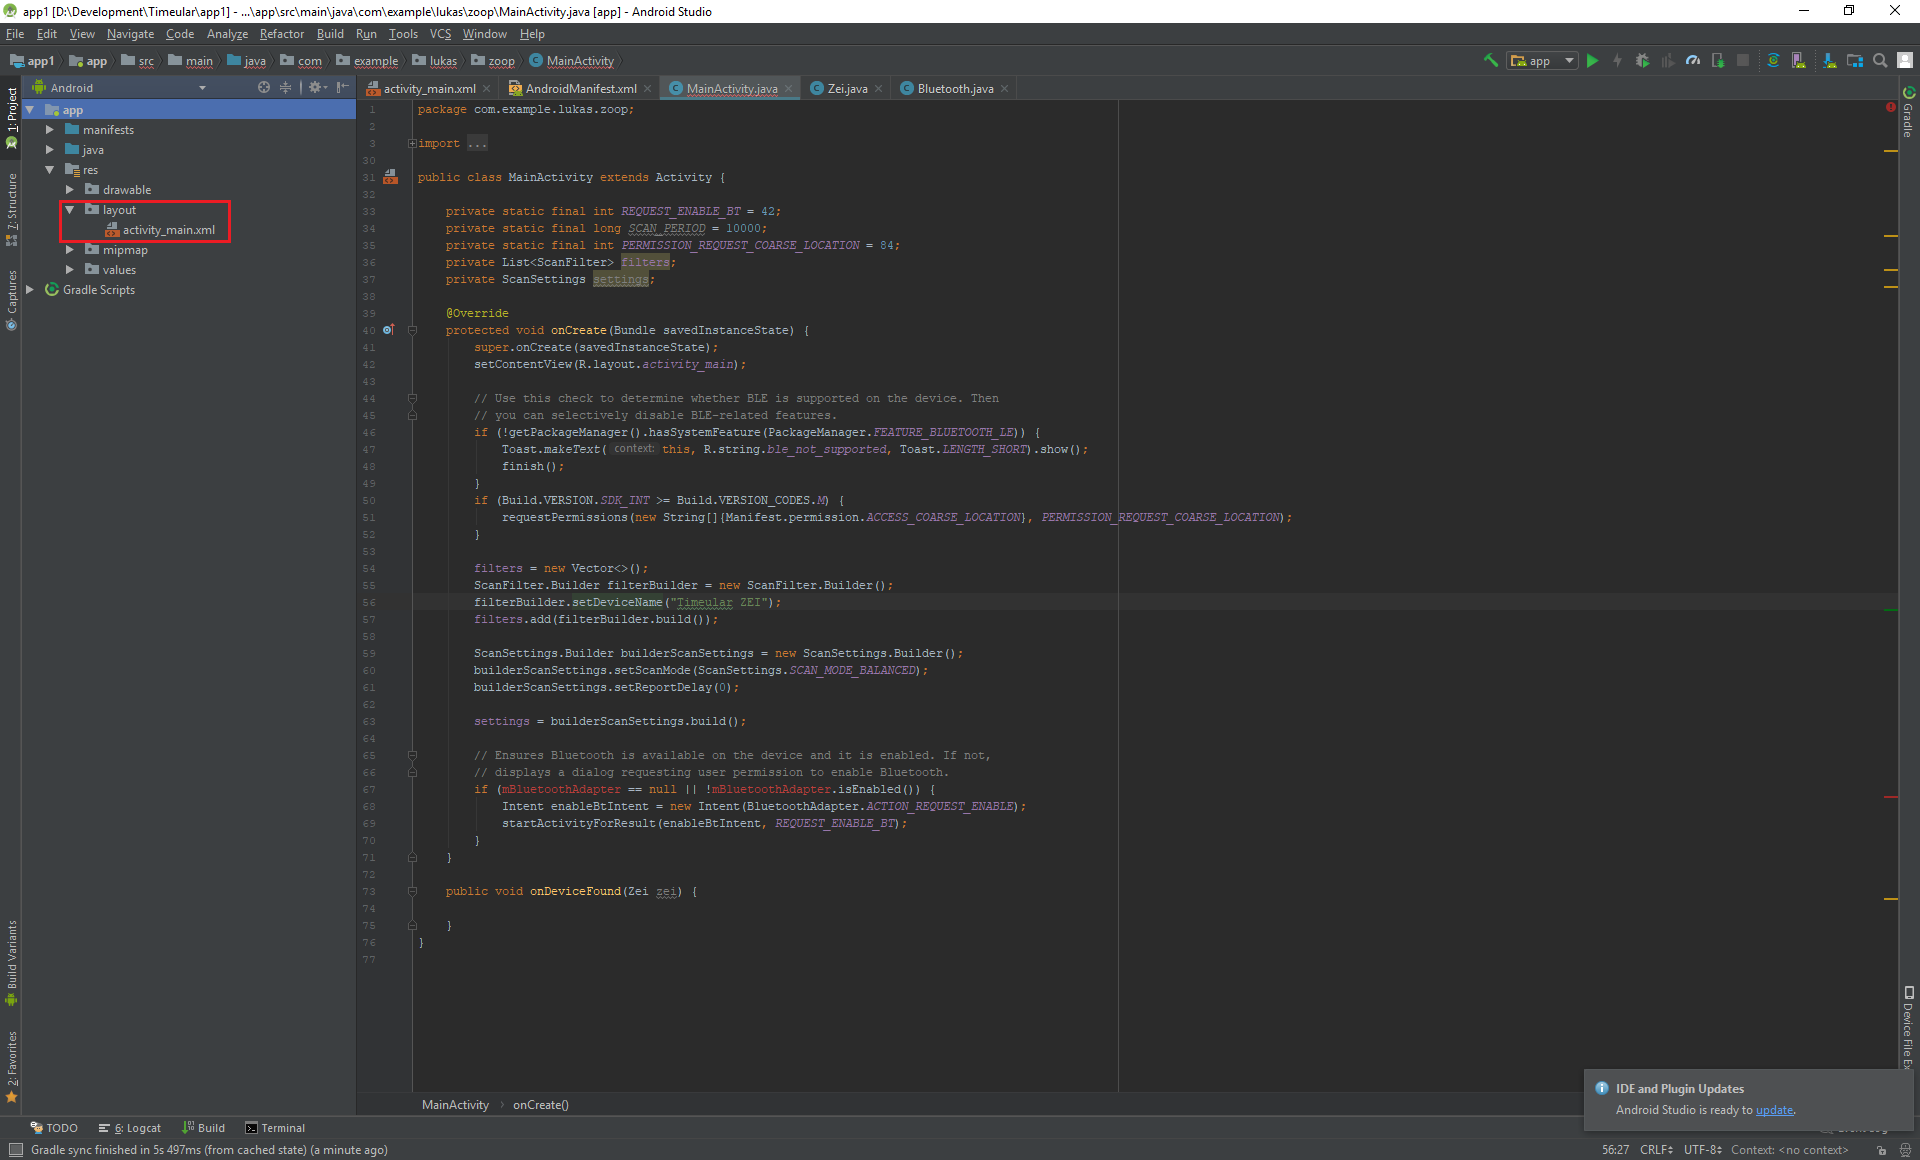 app1 [D:\Development\Timeular\app1] - ...\app\src\main\java\com\example\lukas\zoop\MainActivity.java [app] - Android Studio
File Edit View Navigate Code Analyze Refactor Build Run Tools VCS Window Help
app1 app src main java com example lukas zoop MainActivity
app
Android
activity_main.xml AndroidManifest.xml MainActivity.java Zei.java Bluetooth.java
1: Project
7: Structure
Captures
Build Variants
2: Favorites
app
manifests
java
res
drawable
layout
activity_main.xml
mipmap
values
Gradle Scripts
1 package com.example.lukas.zoop;
2
3 import ...
30
31 public class MainActivity extends Activity {
32
33 private static final int REQUEST_ENABLE_BT = 42;
34 private static final long SCAN_PERIOD = 10000;
35 private static final int PERMISSION_REQUEST_COARSE_LOCATION = 84;
36 private List<ScanFilter> filters;
37 private ScanSettings settings;
38
39 @Override
40 protected void onCreate(Bundle savedInstanceState) {
41 super.onCreate(savedInstanceState);
42 setContentView(R.layout.activity_main);
43
44 // Use this check to determine whether BLE is supported on the device. Then
45 // you can selectively disable BLE-related features.
46 if (!getPackageManager().hasSystemFeature(PackageManager.FEATURE_BLUETOOTH_LE)) {
47 Toast.makeText( context: this, R.string.ble_not_supported, Toast.LENGTH_SHORT).show();
48 finish();
49 }
50 if (Build.VERSION.SDK_INT >= Build.VERSION_CODES.M) {
51 requestPermissions(new String[]{Manifest.permission.ACCESS_COARSE_LOCATION}, PERMISSION_REQUEST_COARSE_LOCATION);
52 }
53
54 filters = new Vector<>();
55 ScanFilter.Builder filterBuilder = new ScanFilter.Builder();
56 filterBuilder.setDeviceName("Timeular ZEI");
57 filters.add(filterBuilder.build());
58
59 ScanSettings.Builder builderScanSettings = new ScanSettings.Builder();
60 builderScanSettings.setScanMode(ScanSettings.SCAN_MODE_BALANCED);
61 builderScanSettings.setReportDelay(0);
62
63 settings = builderScanSettings.build();
64
65 // Ensures Bluetooth is available on the device and it is enabled. If not,
66 // displays a dialog requesting user permission to enable Bluetooth.
67 if (mBluetoothAdapter == null || !mBluetoothAdapter.isEnabled()) {
68 Intent enableBtIntent = new Intent(BluetoothAdapter.ACTION_REQUEST_ENABLE);
69 startActivityForResult(enableBtIntent, REQUEST_ENABLE_BT);
70 }
71 }
72
73 public void onDeviceFound(Zei zei) {
74
75 }
76 }
77
Gradle
Device File Ex
MainActivity onCreate()
IDE and Plugin Updates
Android Studio is ready to update.
TODO 6: Logcat Build Terminal
Gradle sync finished in 5s 497ms (from cached state) (a minute ago)
56:27 CRLF UTF-8 Context: <no context>